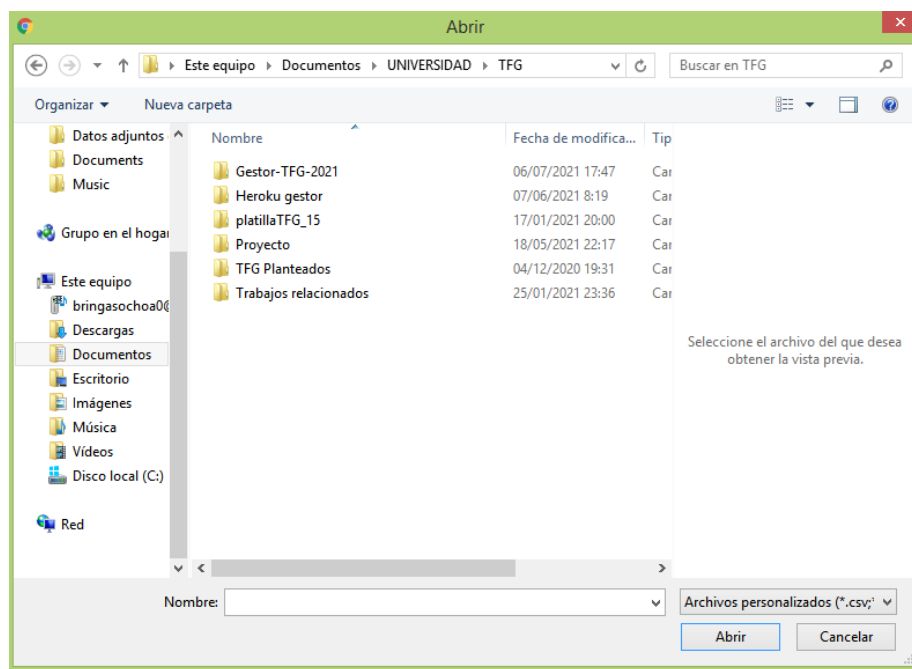 Abrir
Este equipo Documentos UNIVERSIDAD TFG
Buscar en TFG
Organizar Nueva carpeta
Datos adjuntos
Documents
Music
Grupo en el hogar
Este equipo
bringasochoa0@
Descargas
Documentos
Escritorio
Imágenes
Música
Vídeos
Disco local (C:)
Red
Nombre Fecha de modifica... Tip
Gestor-TFG-2021 06/07/2021 17:47 Car
Heroku gestor 07/06/2021 8:19 Car
platillaTFG_15 17/01/2021 20:00 Car
Proyecto 18/05/2021 22:17 Car
TFG Planteados 04/12/2020 19:31 Car
Trabajos relacionados 25/01/2021 23:36 Car
Seleccione el archivo del que desea
obtener la vista previa.
Nombre:
Archivos personalizados (*.csv;*
Abrir Cancelar